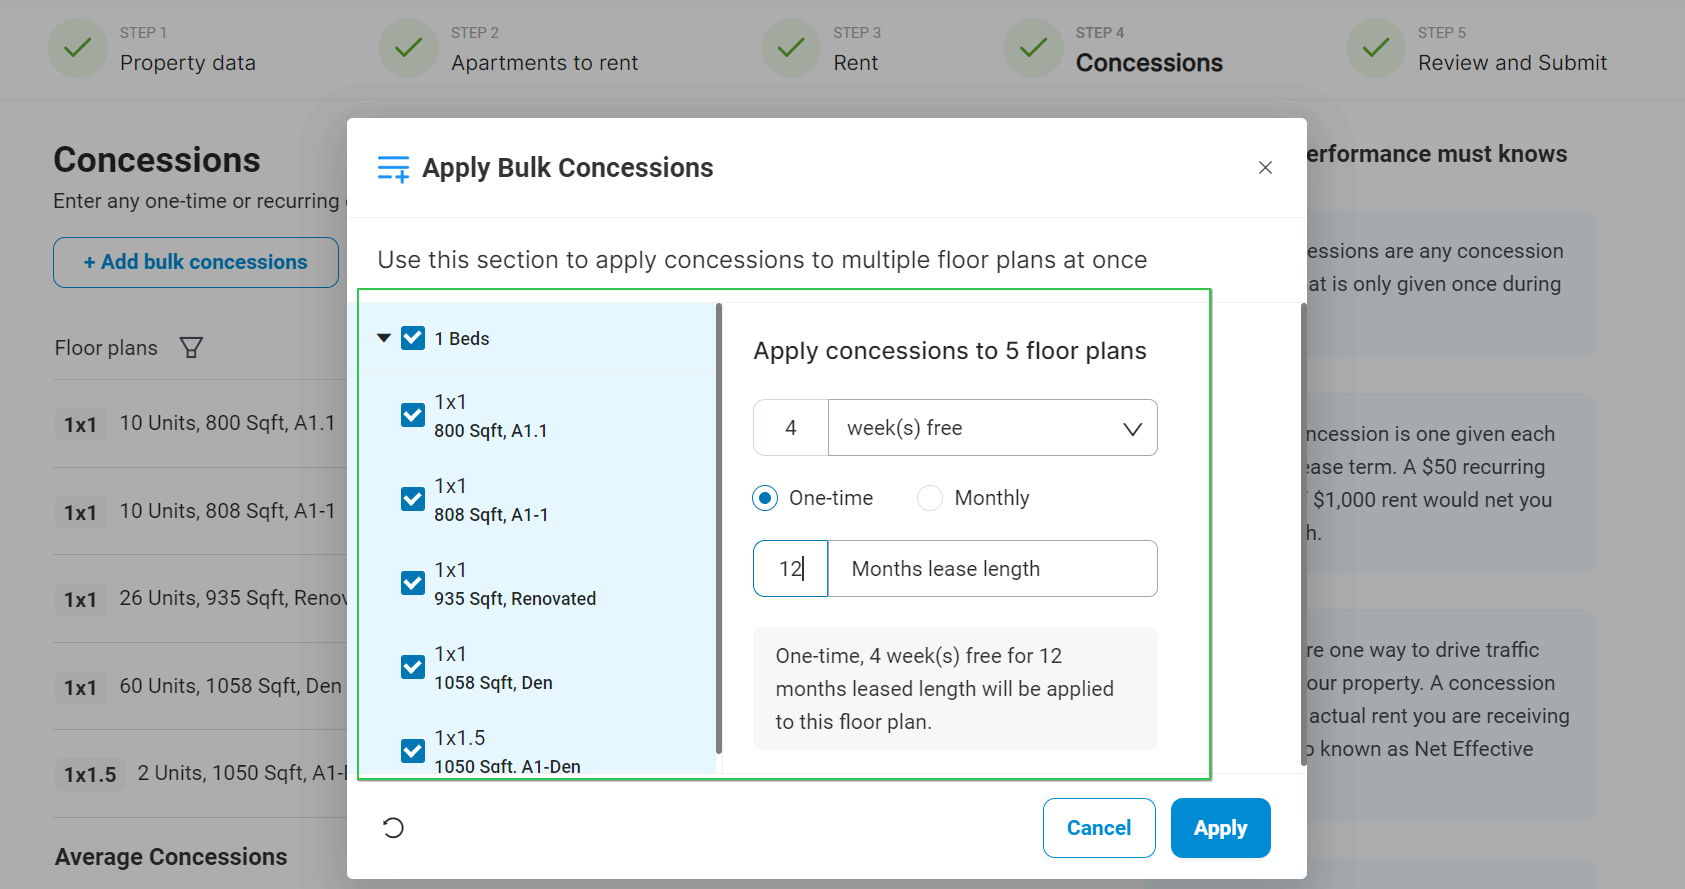 STEP 1
Property data
STEP 2
Apartments to rent
STEP 3
Rent
STEP 4
Concessions
STEP 5
Review and Submit
Concessions
Enter any one-time or recurring
+ Add bulk concessions
Floor plans
1x1 10 Units, 800 Sqft, A1.1
1x1 10 Units, 808 Sqft, A1-1
1x1 26 Units, 935 Sqft, Renov
1x1 60 Units, 1058 Sqft, Den
1x1.5 2 Units, 1050 Sqft, A1-
Average Concessions
Apply Bulk Concessions
Use this section to apply concessions to multiple floor plans at once
1 Beds
1x1
800 Sqft, A1.1
1x1
808 Sqft, A1-1
1x1
935 Sqft, Renovated
1x1
1058 Sqft, Den
1x1.5
1050 Sqft, A1-Den
Apply concessions to 5 floor plans
4 week(s) free
One-time Monthly
12 Months lease length
One-time, 4 week(s) free for 12
months leased length will be applied
to this floor plan.
Cancel
Apply
erformance must knows
essions are any concession
at is only given once during
ncession is one given each
ease term. A $50 recurring
$1,000 rent would net you
h.
re one way to drive traffic
our property. A concession
actual rent you are receiving
o known as Net Effective